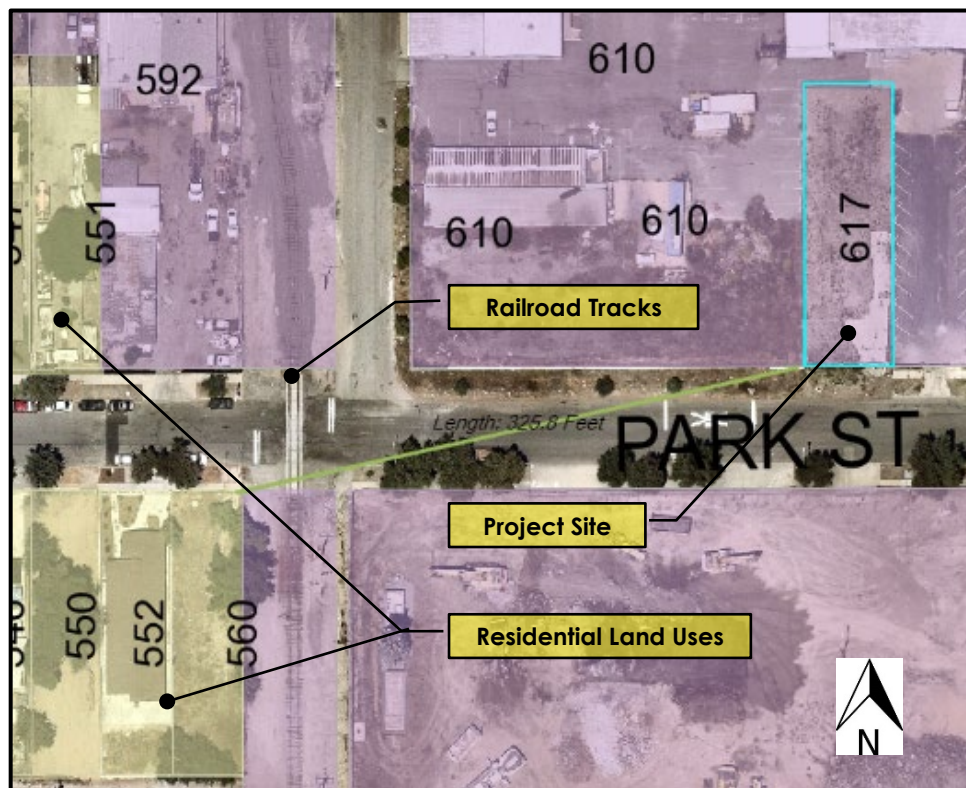 592
610
551
610
610
617
Railroad Tracks
Length: 325.8 Feet
PARK ST
Project Site
550
552
560
Residential Land Uses
N